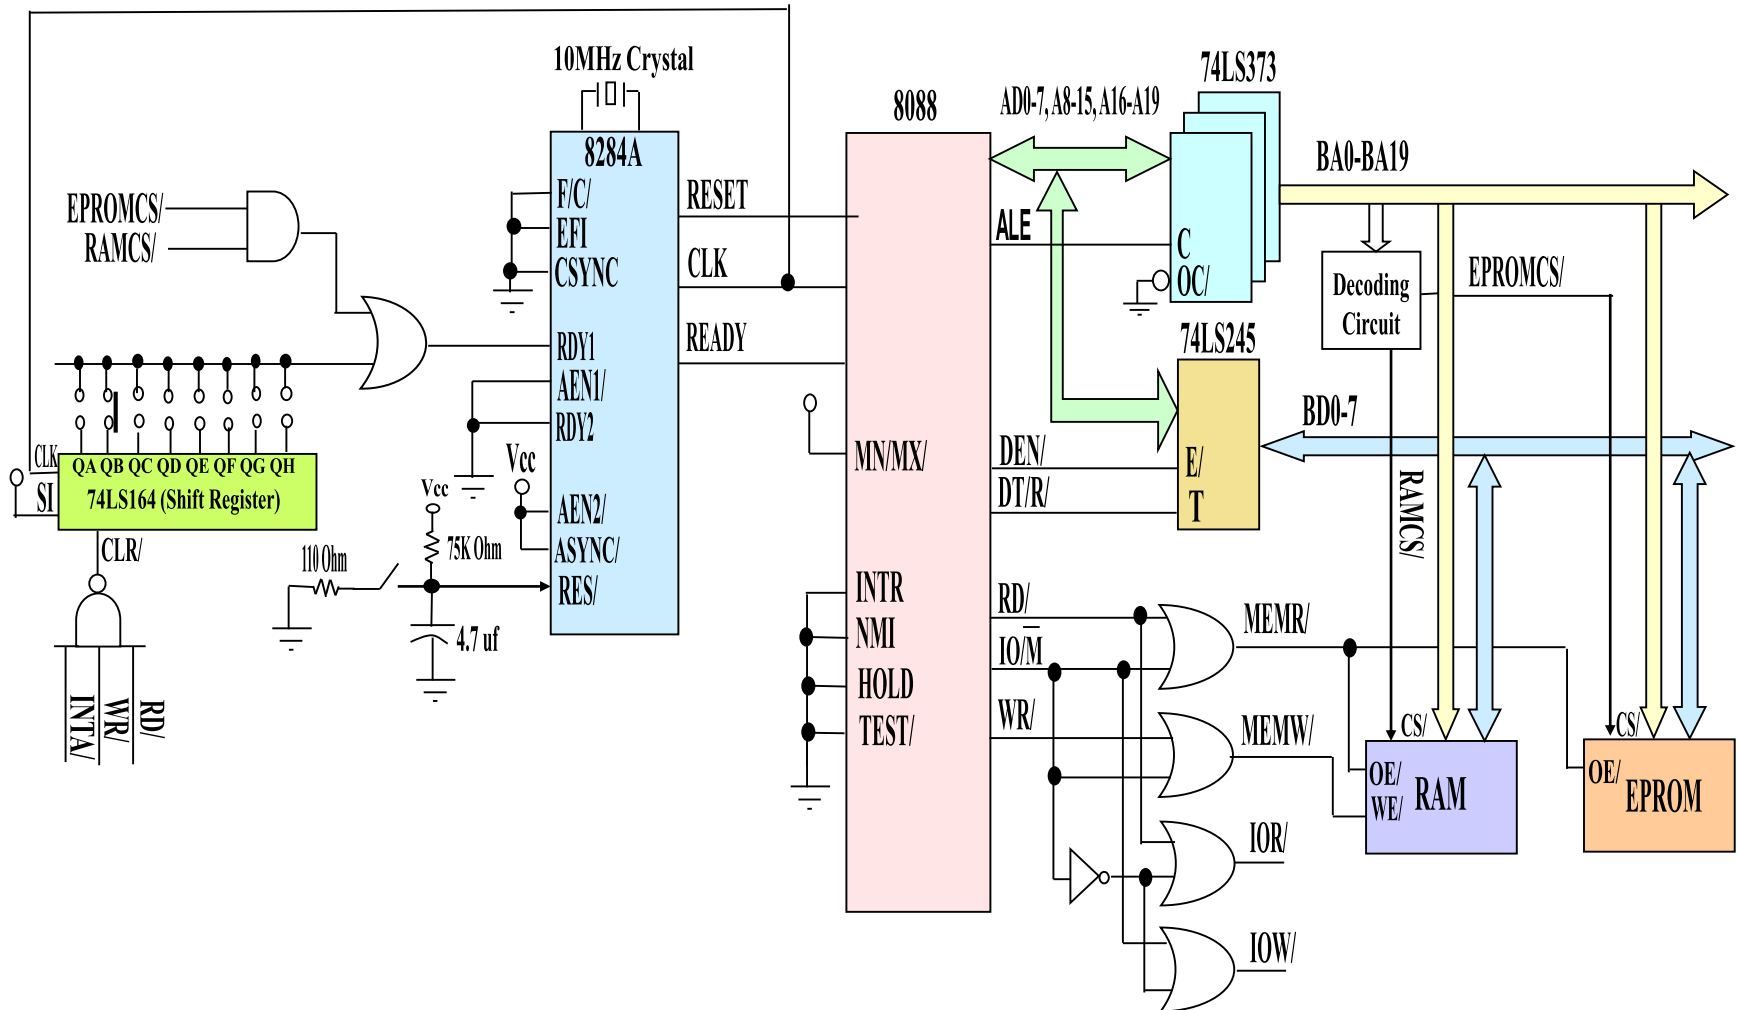 10MHz Crystal
8284A
F/C/
EFI
CSYNC
RDY1
AEN1/
RDY2
AEN2/
ASYNC/
RES/
RESET
CLK
READY
EPROMCS/
RAMCS/
CLK
SI
QA QB QC QD QE QF QG QH
74LS164 (Shift Register)
CLR/
INTA/
WR/
RD/
110 Ohm
Vcc
75K Ohm
4.7 uf
Vcc
8088
MN/MX/
INTR
NMI
HOLD
TEST/
AD0-7, A8-15, A16-A19
ALE
DEN/
DT/R/
RD/
IO/M̅
WR/
74LS373
C
OC/
74LS245
E/
T
BA0-BA19
Decoding
Circuit
EPROMCS/
BD0-7
RAMCS/
MEMR/
MEMW/
IOR/
IOW/
CS/
OE/
WE/
RAM
CS/
OE/
EPROM